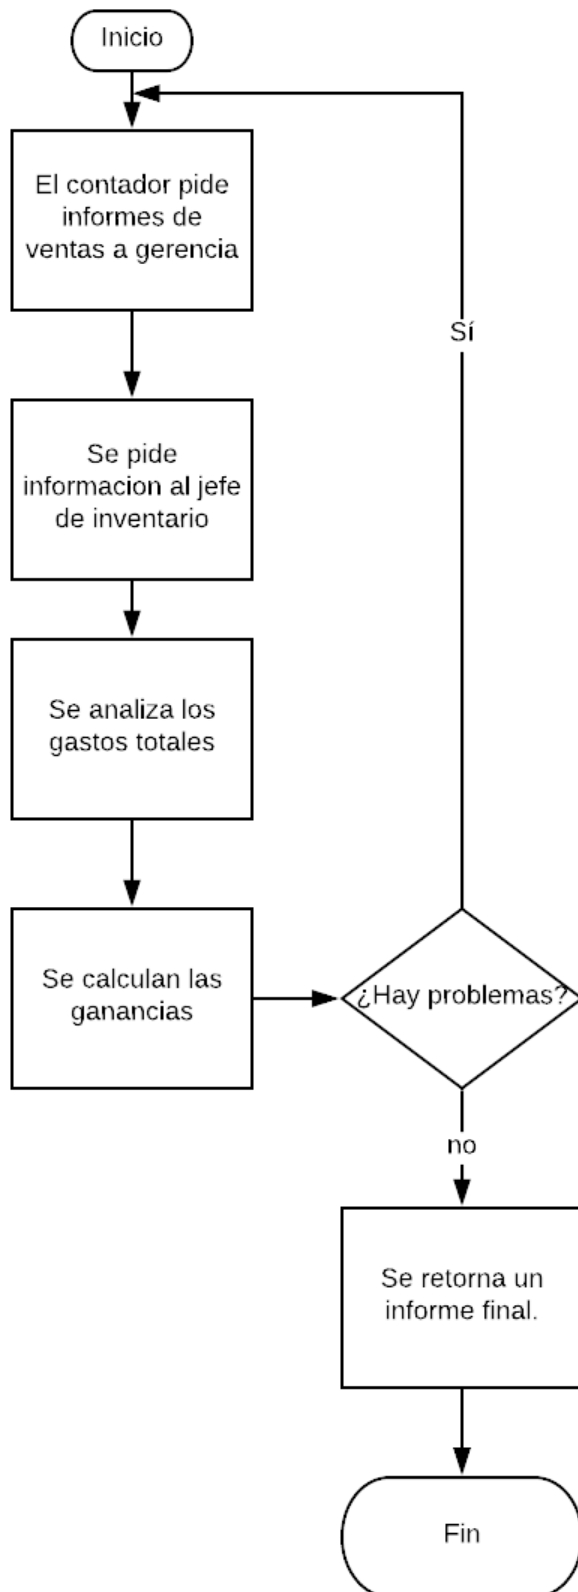 Inicio
El contador pide
informes de
ventas a gerencia
Sí
Se pide
informacion al jefe
de inventario
Se analiza los
gastos totales
Se calculan las
ganancias
¿Hay problemas?
no
Se retorna un
informe final.
Fin